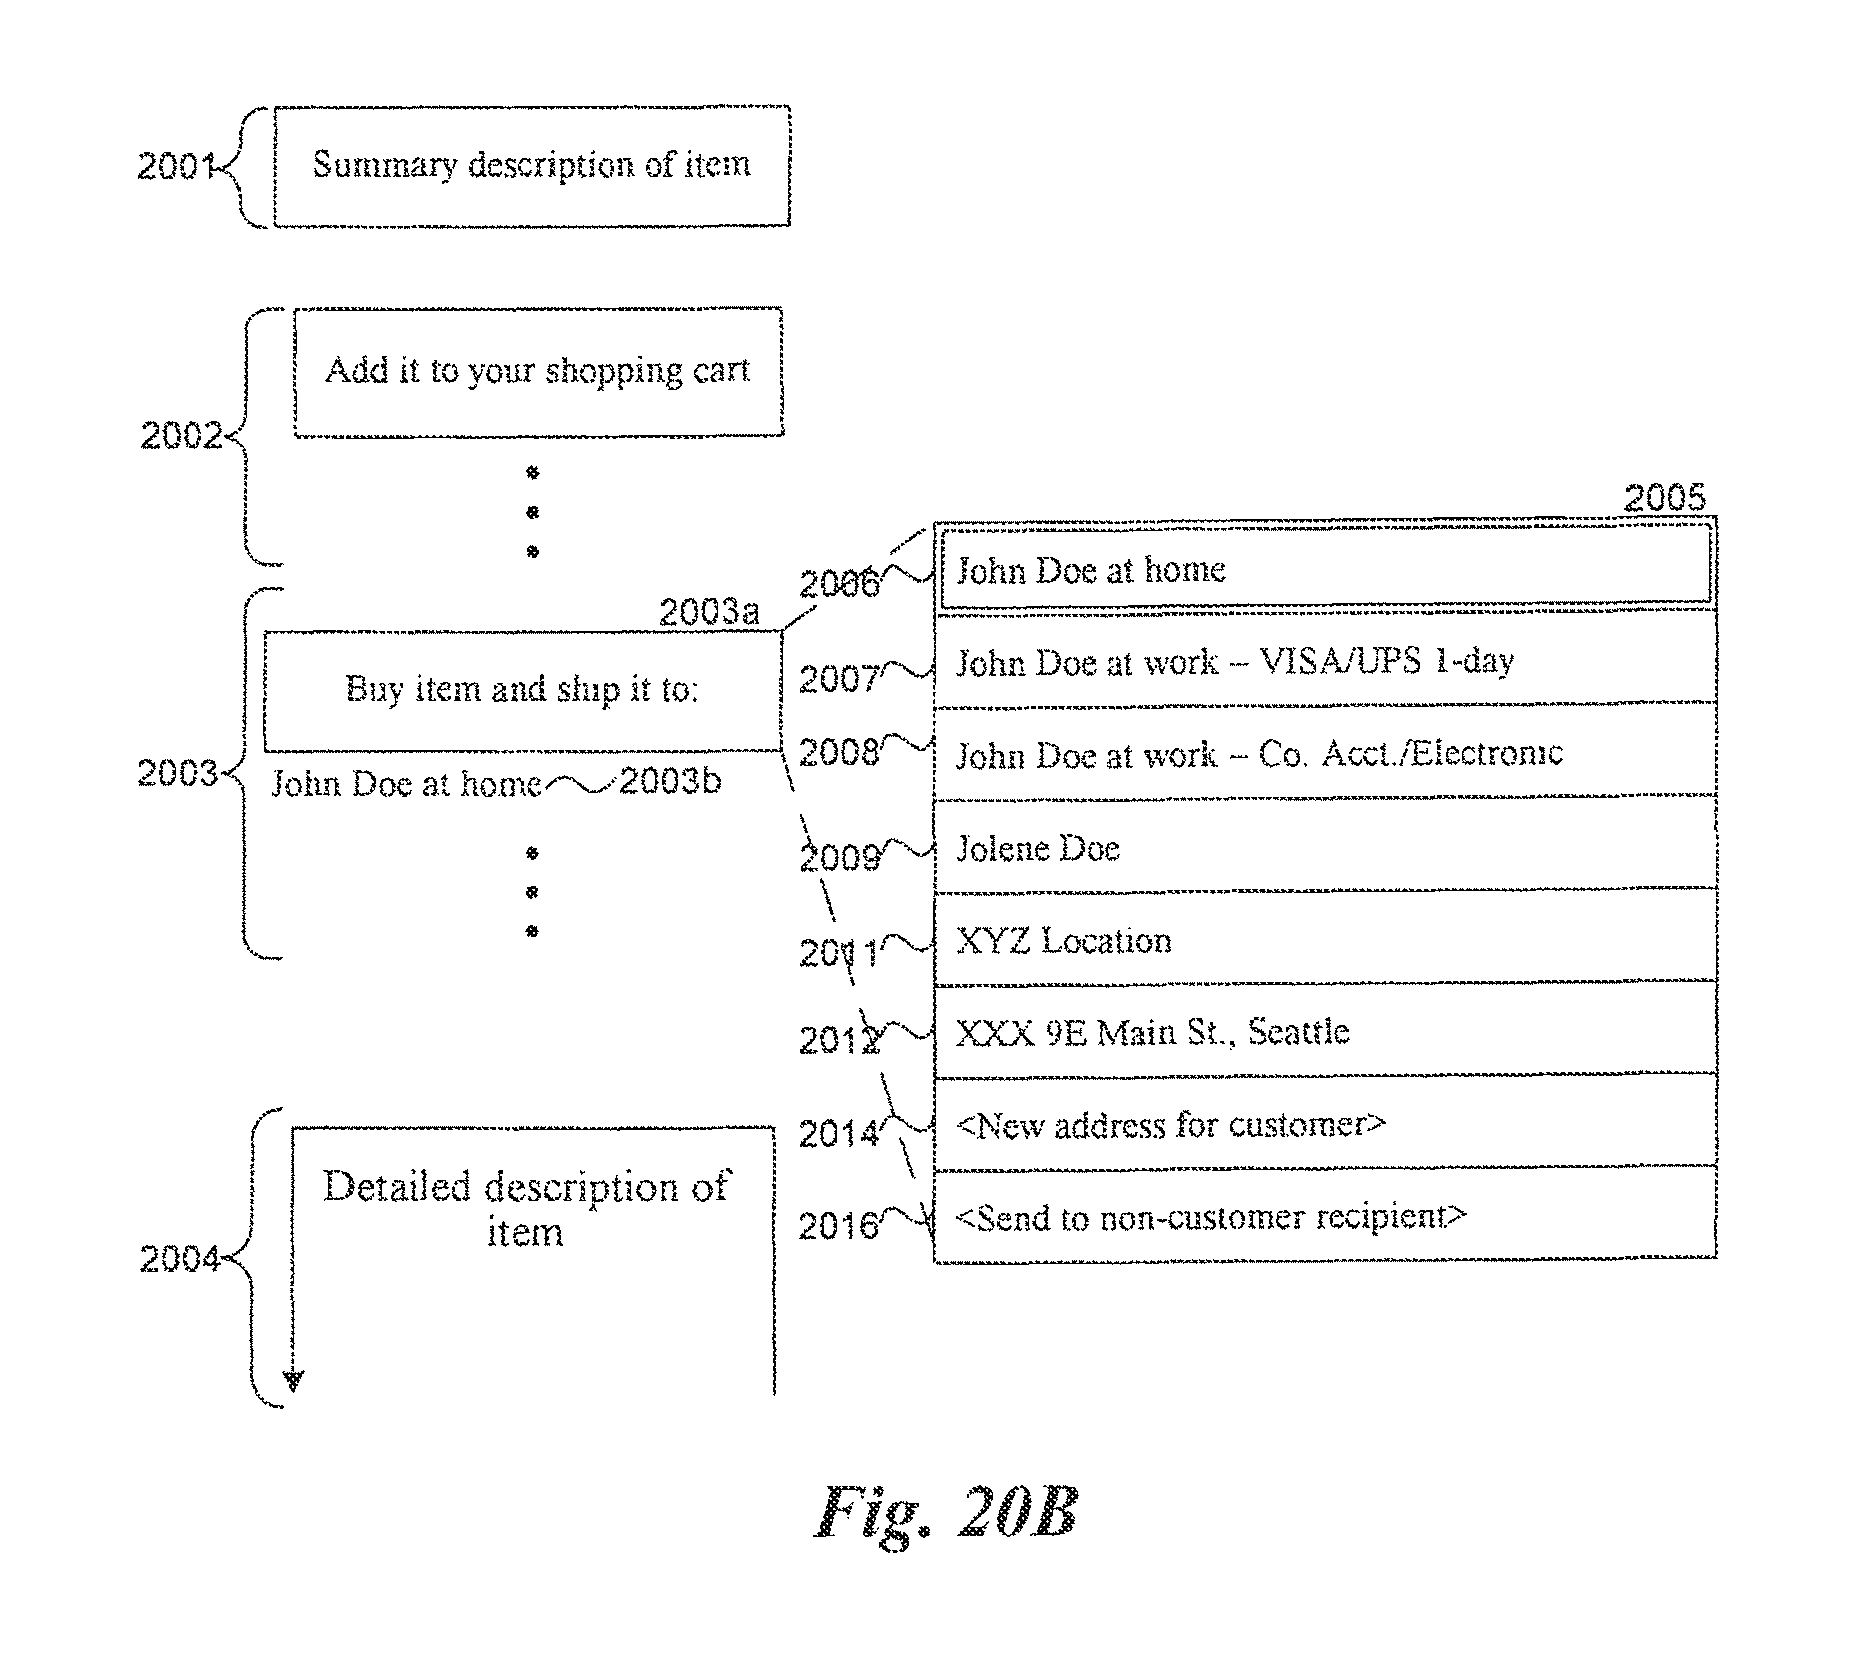 2001
Summary description of item
2002
Add it to your shopping cart
2003
2003a
Buy item and ship it to:
John Doe at home 2003b
2004
Detailed description of
item
2005
2006 John Doe at home
2007 John Doe at work – VISA/UPS 1-day
2008 John Doe at work – Co. Acct./Electronic
2009 Jolene Doe
2011 XYZ Location
2012 XXX 9E Main St., Seattle
2014 <New address for customer>
2016 <Send to non-customer recipient>
Fig. 20B